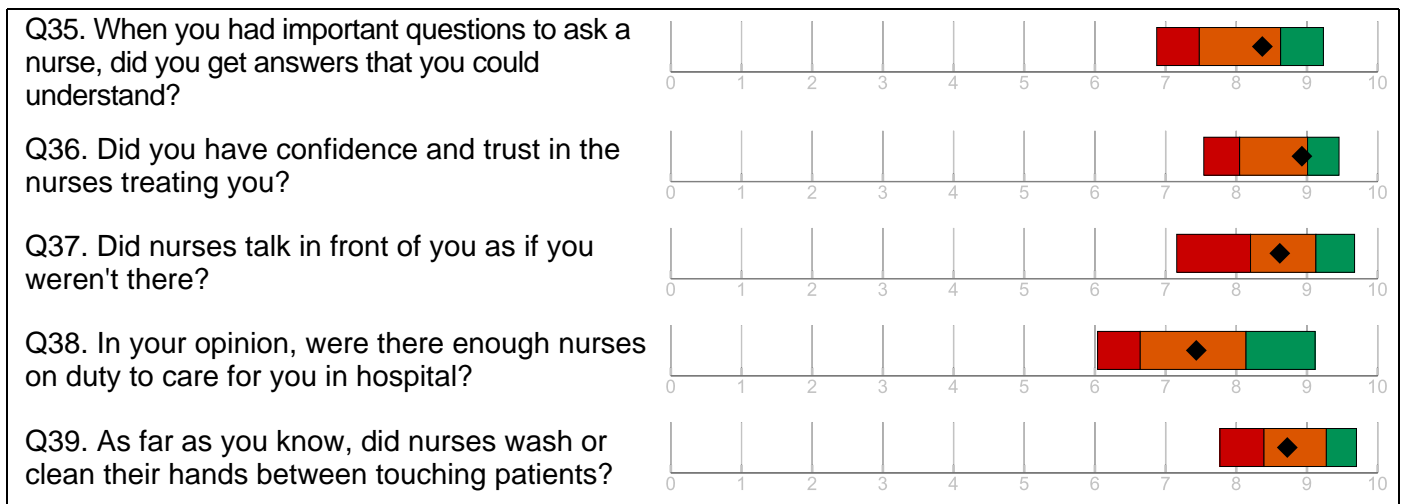 Q35. When you had important questions to ask a
nurse, did you get answers that you could
understand?
0 1 2 3 4 5 6 7 8 9 10
Q36. Did you have confidence and trust in the
nurses treating you?
0 1 2 3 4 5 6 7 8 9 10
Q37. Did nurses talk in front of you as if you
weren't there?
0 1 2 3 4 5 6 7 8 9 10
Q38. In your opinion, were there enough nurses
on duty to care for you in hospital?
0 1 2 3 4 5 6 7 8 9 10
Q39. As far as you know, did nurses wash or
clean their hands between touching patients?
0 1 2 3 4 5 6 7 8 9 10